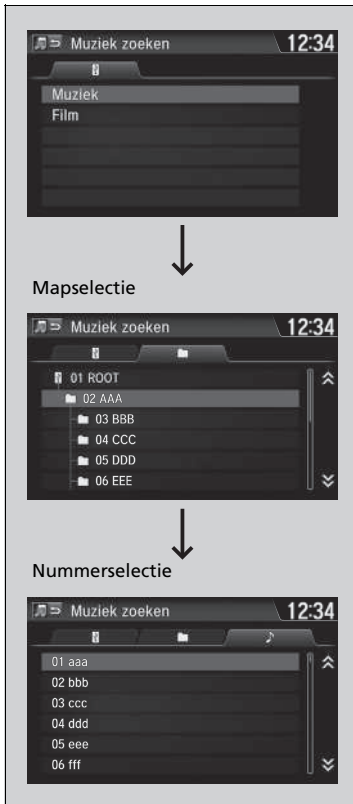 Muziek zoeken 12:34
Muziek
Film
Mapselectie
Muziek zoeken 12:34
01 ROOT
02 AAA
03 BBB
04 CCC
05 DDD
06 EEE
Nummerselectie
Muziek zoeken 12:34
01 aaa
02 bbb
03 ccc
04 ddd
05 eee
06 fff